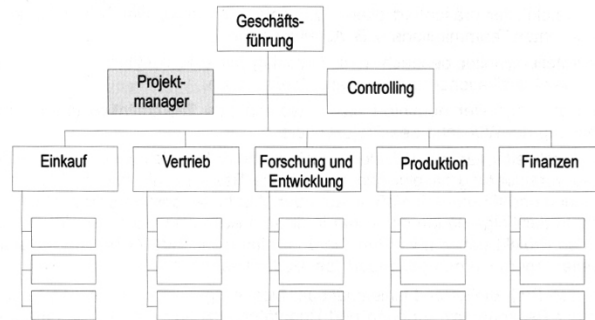 Geschäfts-
führung
Projekt-
manager
Controlling
Einkauf
Vertrieb
Forschung und
Entwicklung
Produktion
Finanzen